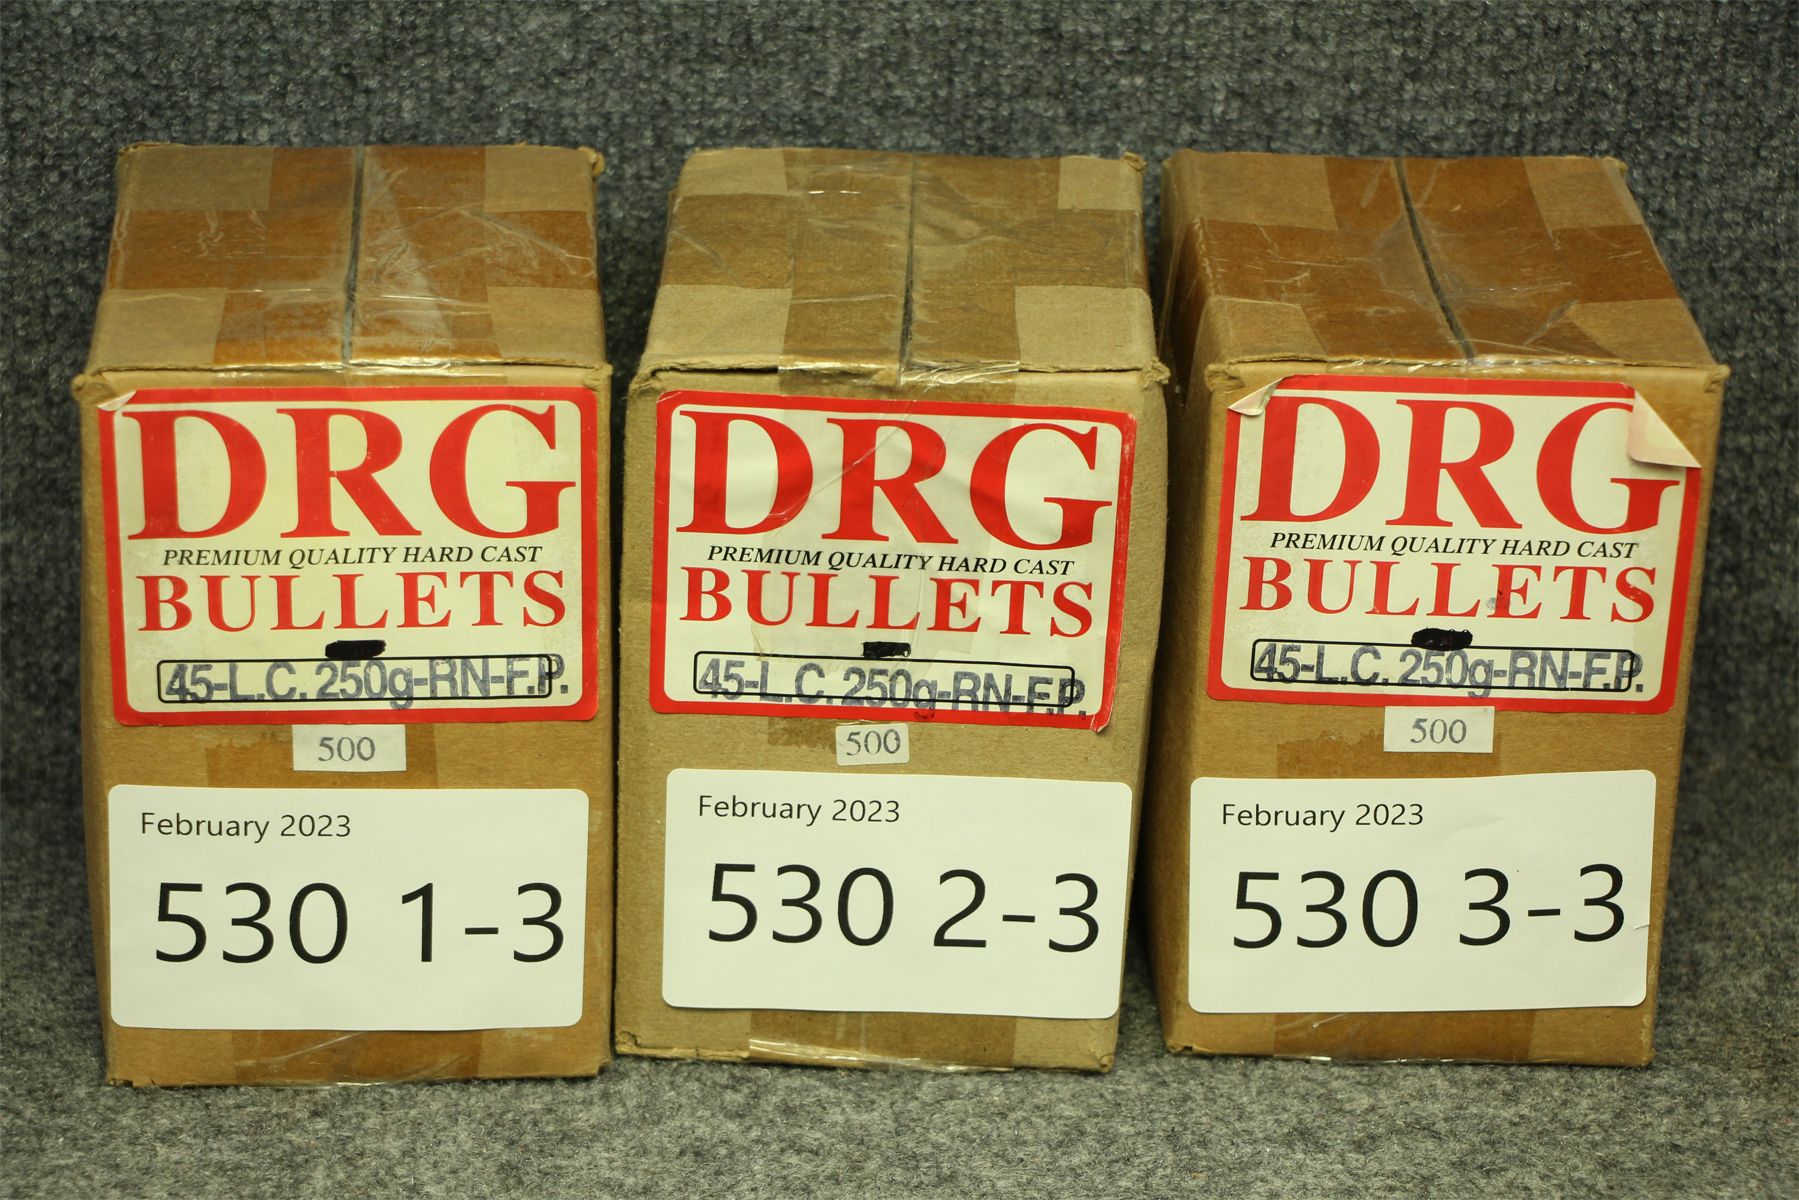 DRG
PREMIUM QUALITY HARD CAST
BULLETS
45-L.C. 250g-RN-F.P.
500
February 2023
530 1-3
DRG
PREMIUM QUALITY HARD CAST
BULLETS
45-L.C. 250g-RN-F.P.
500
February 2023
530 2-3
DRG
PREMIUM QUALITY HARD CAST
BULLETS
45-L.C. 250g-RN-F.P.
500
February 2023
530 3-3